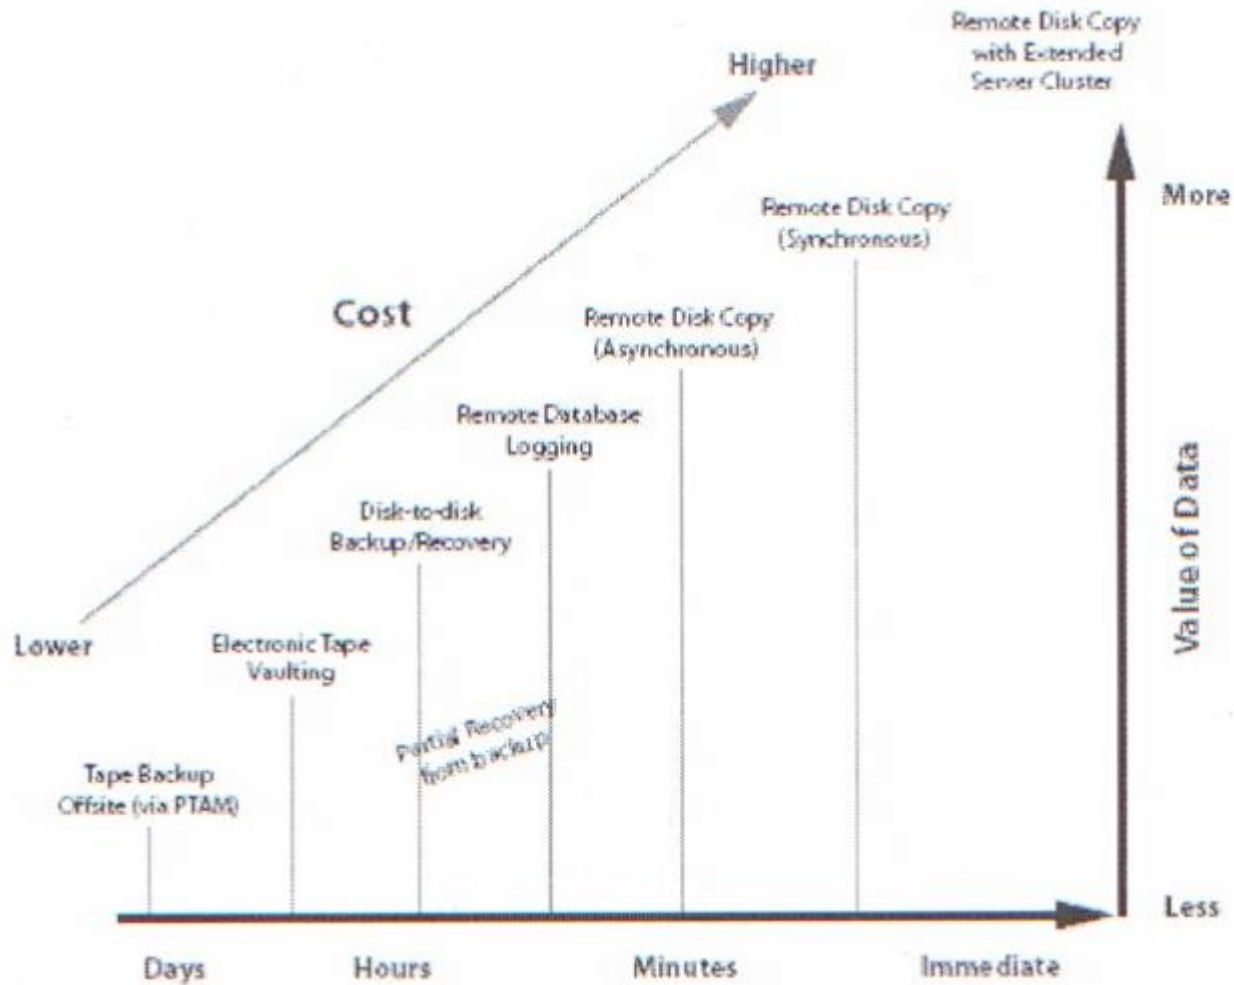 Remote Disk Copy
with Extended
Server Cluster
Higher
More
Remote Disk Copy
(Synchronous)
Cost
Remote Disk Copy
(Asynchronous)
Remote Database
Logging
Disk-to-disk
Backup/Recovery
Value of Data
Lower
Electronic Tape
Vaulting
Partial Recovery
from backup
Tape Backup
Offsite (via PTAM)
Less
Days
Hours
Minutes
Immediate